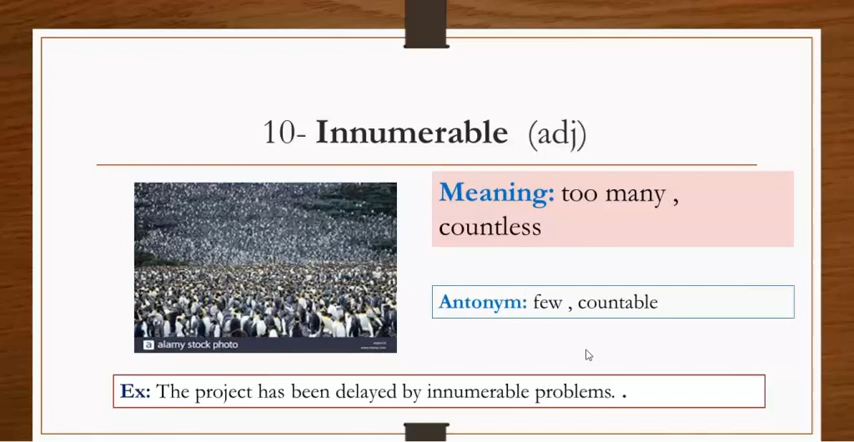 10- Innumerable (adj)
Meaning: too many ,
countless
Antonym: few , countable
a alamy stock photo
Ex: The project has been delayed by innumerable problems. .